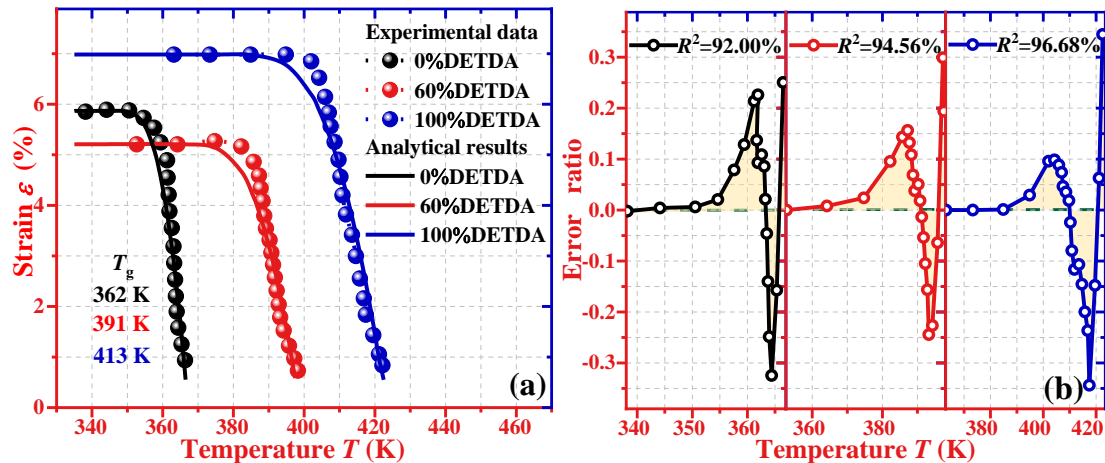 Experimental data
0%DETDA
60%DETDA
100%DETDA
Analytical results
0%DETDA
60%DETDA
100%DETDA
Tg
362 K
391 K
413 K
(a)
Strain ε (%)
0
2
4
6
340 360 380 400 420 440 460
Temperature T (K)
R²=92.00%
R²=94.56%
R²=96.68%
(b)
Error ratio
0.3
0.2
0.1
0.0
-0.1
-0.2
-0.3
340 350 360 360 380 380 400 420
Temperature T (K)